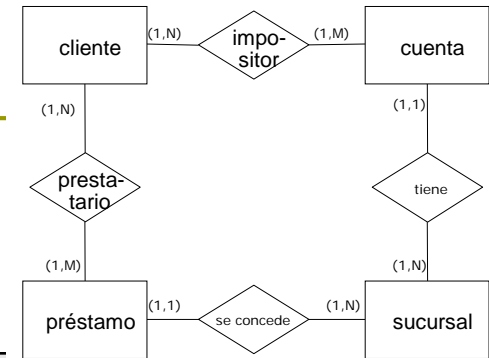 cliente
(1,N)
impo-
sitor
(1,M)
cuenta
(1,N)
(1,1)
presta-
tario
tiene
(1,M)
(1,N)
préstamo
(1,1)
se concede
(1,N)
sucursal